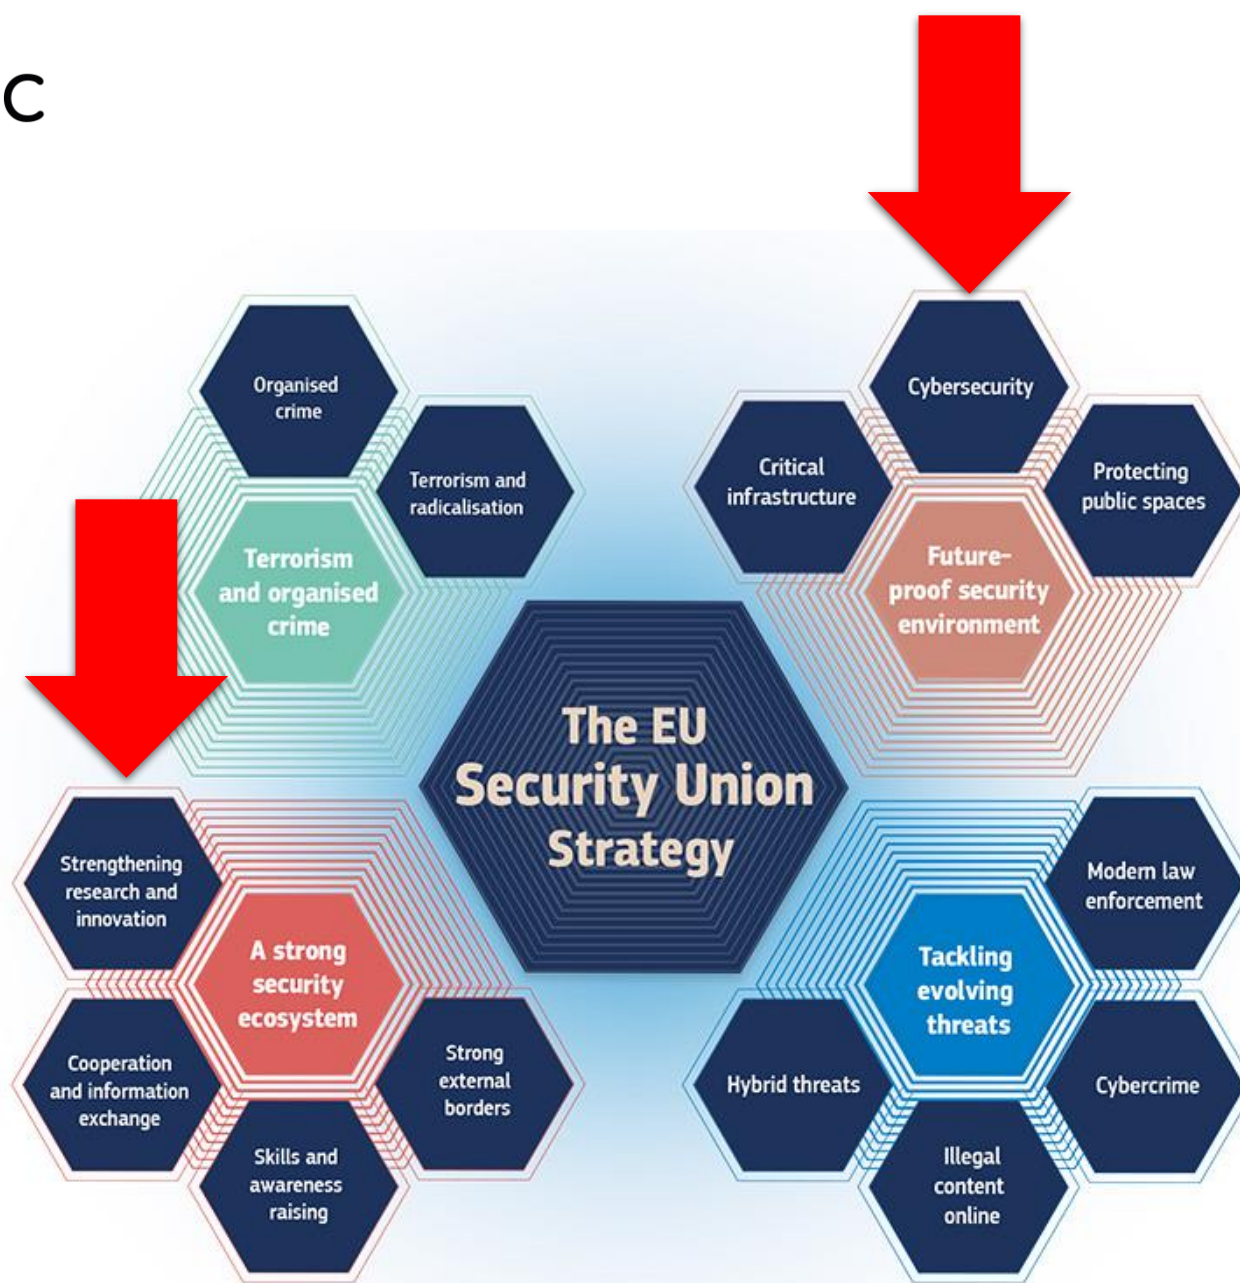 C
Organised
crime
Terrorism and
radicalisation
Terrorism
and organised
crime
Cybersecurity
Critical
infrastructure
Protecting
public spaces
Future-
proof security
environment
The EU
Security Union
Strategy
Strengthening
research and
innovation
A strong
security
ecosystem
Cooperation
and information
exchange
Skills and
awareness
raising
Strong
external
borders
Modern law
enforcement
Tackling
evolving
threats
Hybrid threats
Cybercrime
Illegal
content
online